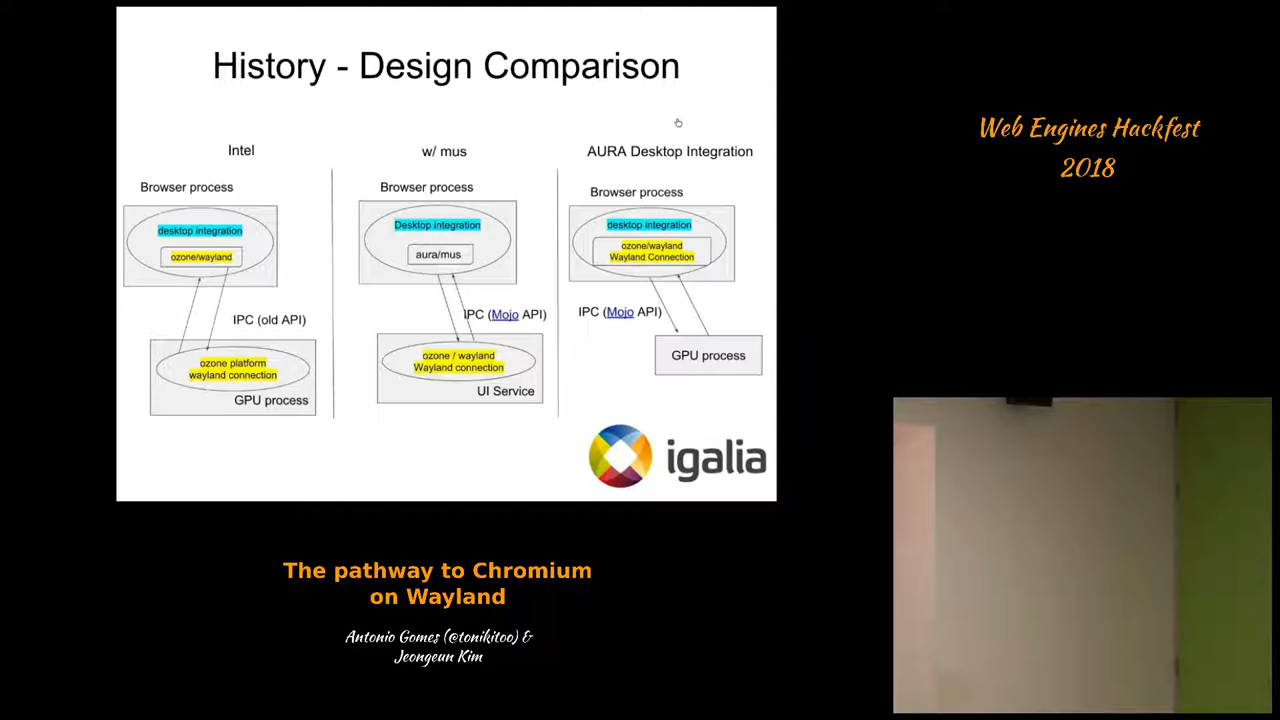 History - Design Comparison
Intel
Browser process
desktop integration
ozone/wayland
IPC (old API)
ozone platform
wayland connection
GPU process
w/ mus
Browser process
Desktop integration
aura/mus
IPC (Mojo API)
ozone / wayland
Wayland connection
UI Service
AURA Desktop Integration
Browser process
desktop integration
ozone/wayland
Wayland Connection
IPC (Mojo API)
GPU process
igalia
Web Engines Hackfest
2018
The pathway to Chromium
on Wayland
Antonio Gomes (@tonikitoo) &
Jeongeun Kim